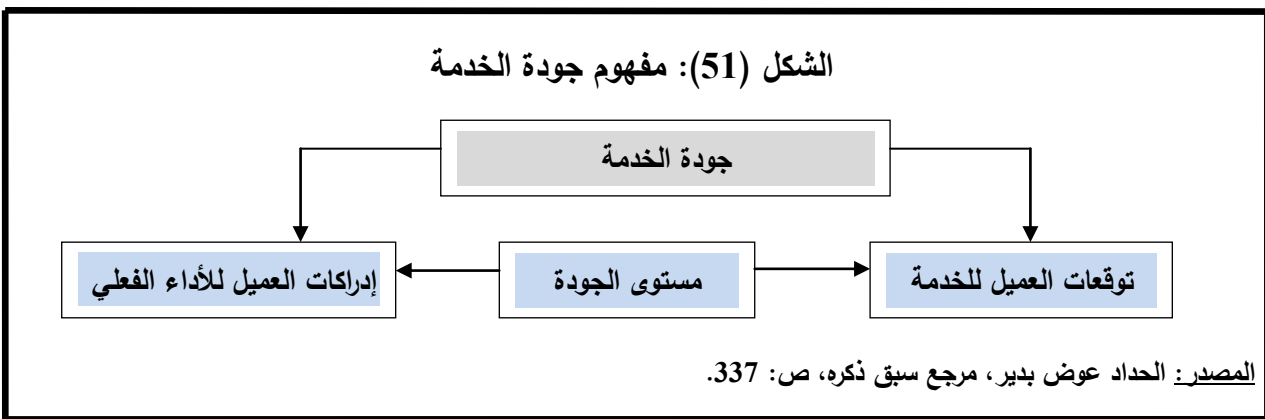 الشكل (51): مفهوم جودة الخدمة
جودة الخدمة
توقعات العميل للخدمة
مستوى الجودة
إدراكات العميل للأداء الفعلي
المصدر: الحداد عوض بدير، مرجع سبق ذكره، ص: 337.